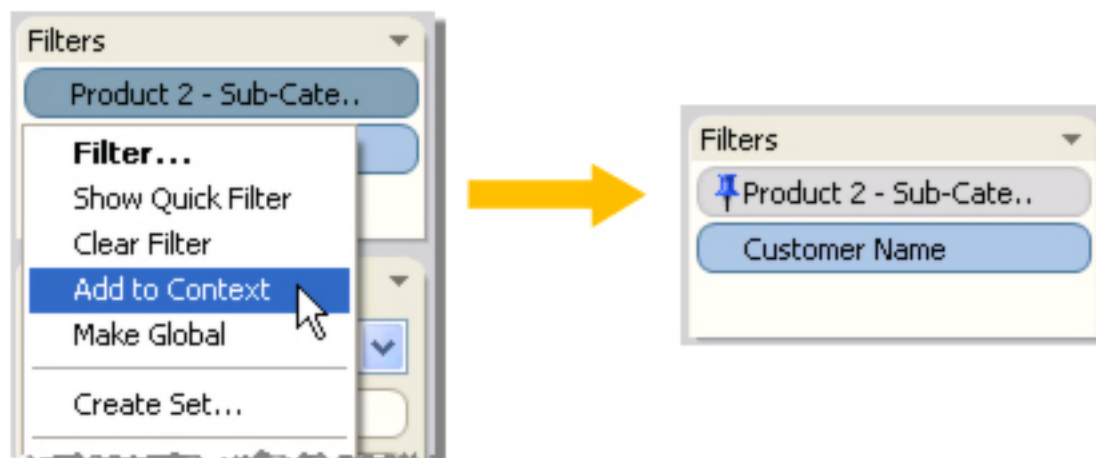 Filters
Product 2 - Sub-Cate..
Filter...
Show Quick Filter
Clear Filter
Add to Context
Make Global
Create Set...
Filters
Product 2 - Sub-Cate..
Customer Name